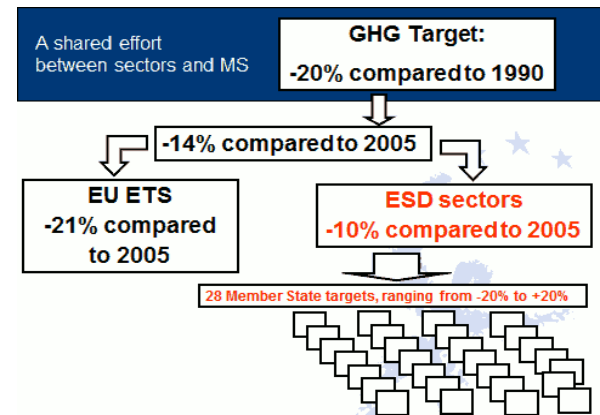 A shared effort
between sectors and MS
GHG Target:
-20% compared to 1990
-14% compared to 2005
EU ETS
-21% compared
to 2005
ESD sectors
-10% compared to 2005
28 Member State targets, ranging from -20% to +20%